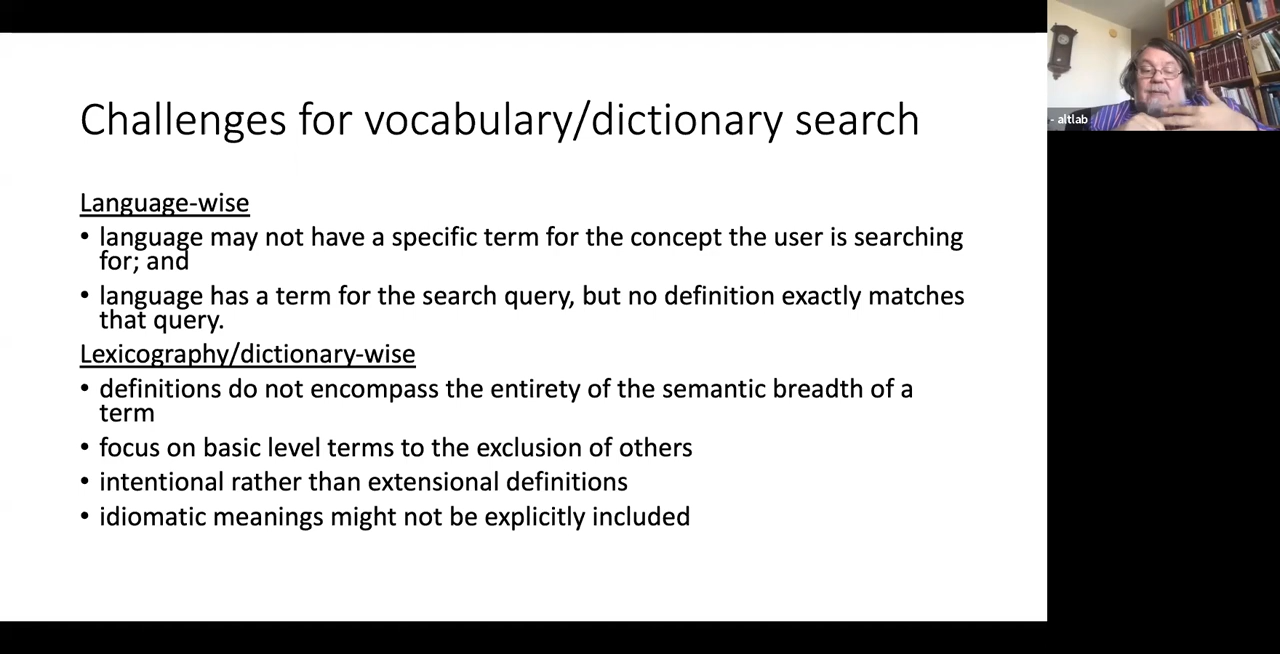 Challenges for vocabulary/dictionary search
Language-wise
• language may not have a specific term for the concept the user is searching
for; and
• language has a term for the search query, but no definition exactly matches
that query.
Lexicography/dictionary-wise
• definitions do not encompass the entirety of the semantic breadth of a
term
• focus on basic level terms to the exclusion of others
• intentional rather than extensional definitions
• idiomatic meanings might not be explicitly included
- altlab